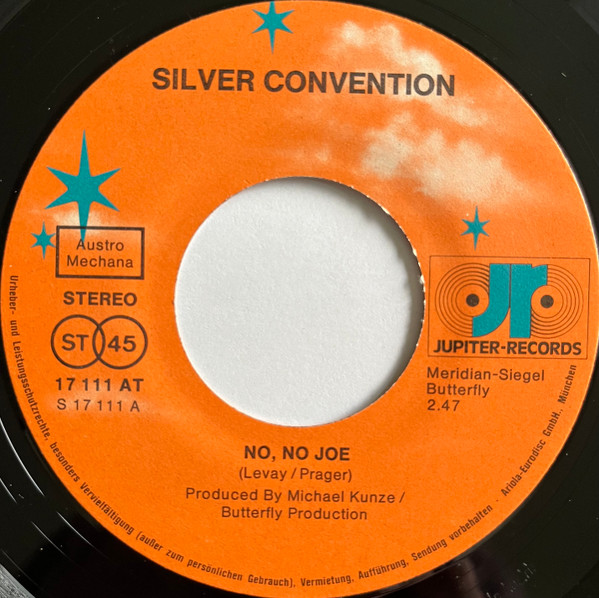 SILVER CONVENTION
Austro
Mechana
STEREO
ST 45
17 111 AT
S 17 111 A
jr
JUPITER-RECORDS
Meridian-Siegel
Butterfly
2.47
NO, NO JOE
(Levay / Prager)
Produced By Michael Kunze /
Butterfly Production
Urheber- und Leistungsschutzrechte, besonders Vervielfältigung (außer zum persönlichen Gebrauch), Vermietung, Aufführung, Sendung vorbehalten · Ariola-Eurodisc GmbH., München